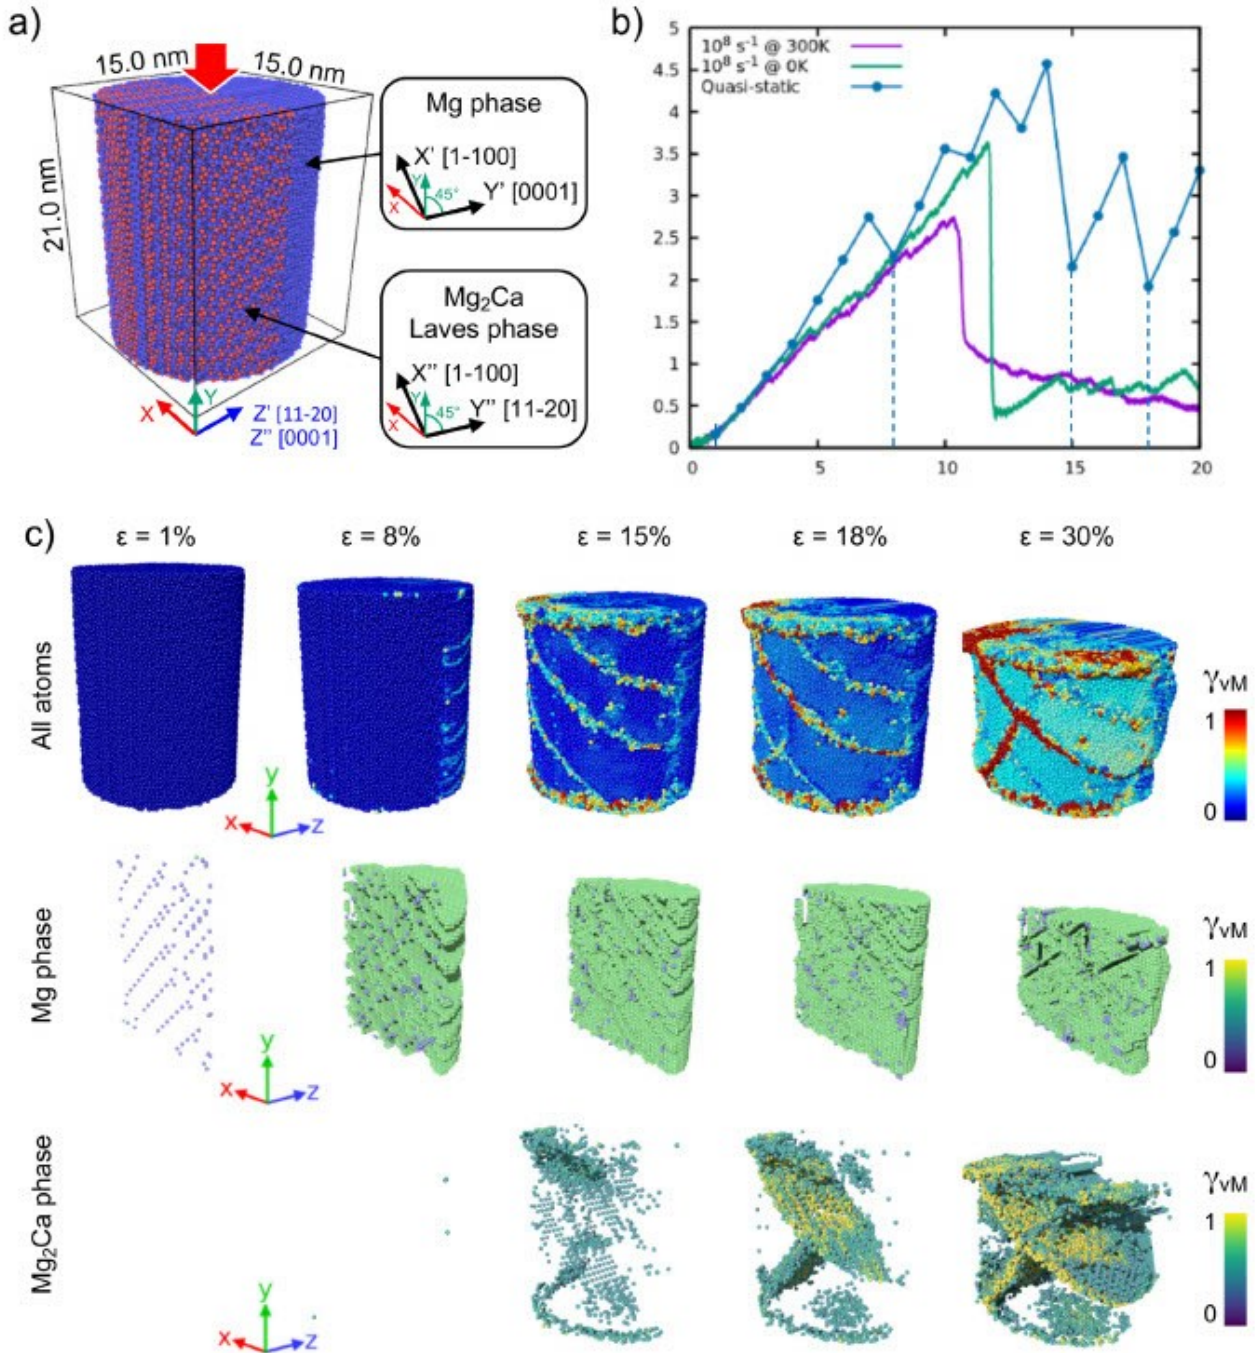 a)
15.0 nm
15.0 nm
21.0 nm
Mg phase
X' [1-100]
Y
45°
X
Y' [0001]
Mg₂Ca
Laves phase
X'' [1-100]
Y
45°
X
Y'' [11-20]
X
Y
Z' [11-20]
Z'' [0001]
b)
10⁸ s⁻¹ @ 300K
10⁸ s⁻¹ @ 0K
Quasi-static
5
4.5
4
3.5
3
2.5
2
1.5
1
0.5
0
0
5
10
15
20
c)
ε = 1%
ε = 8%
ε = 15%
ε = 18%
ε = 30%
All atoms
y
x
z
γvM
1
0
Mg phase
y
x
z
γvM
1
0
Mg₂Ca phase
y
x
z
γvM
1
0